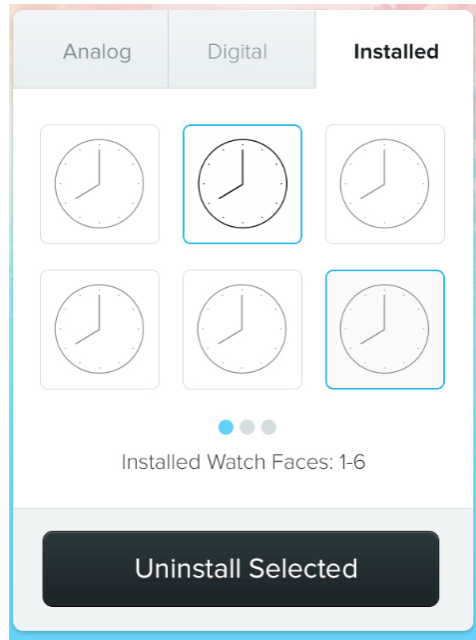 Analog Digital Installed
Installed Watch Faces: 1-6
Uninstall Selected